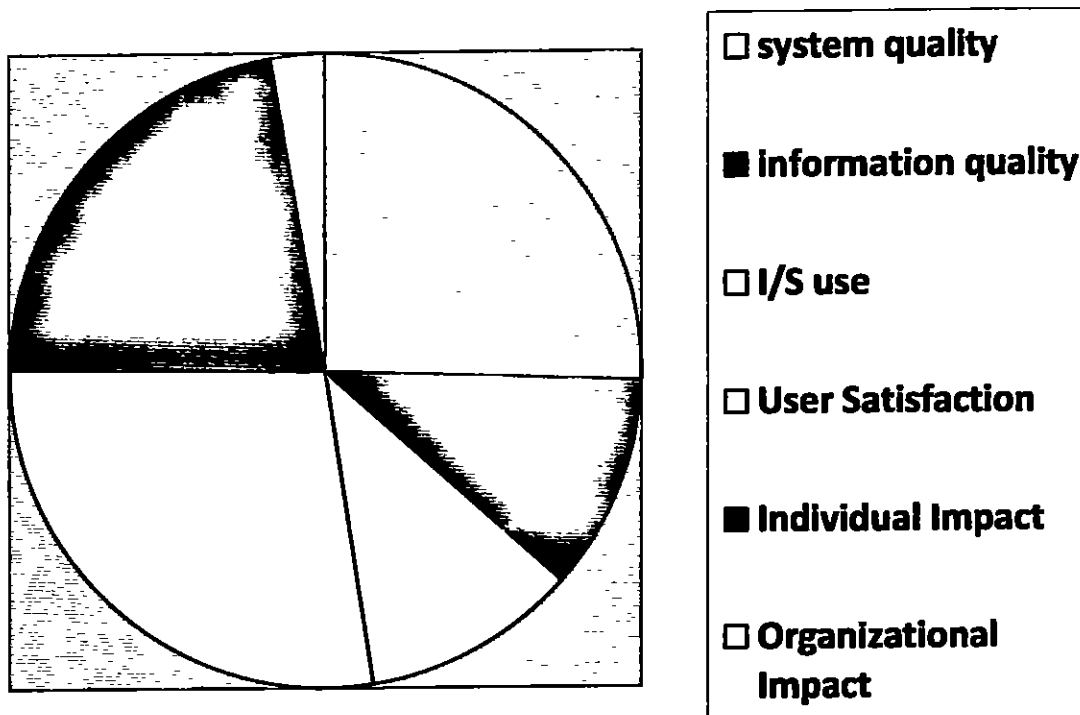 system quality
information quality
I/S use
User Satisfaction
Individual Impact
Organizational
Impact